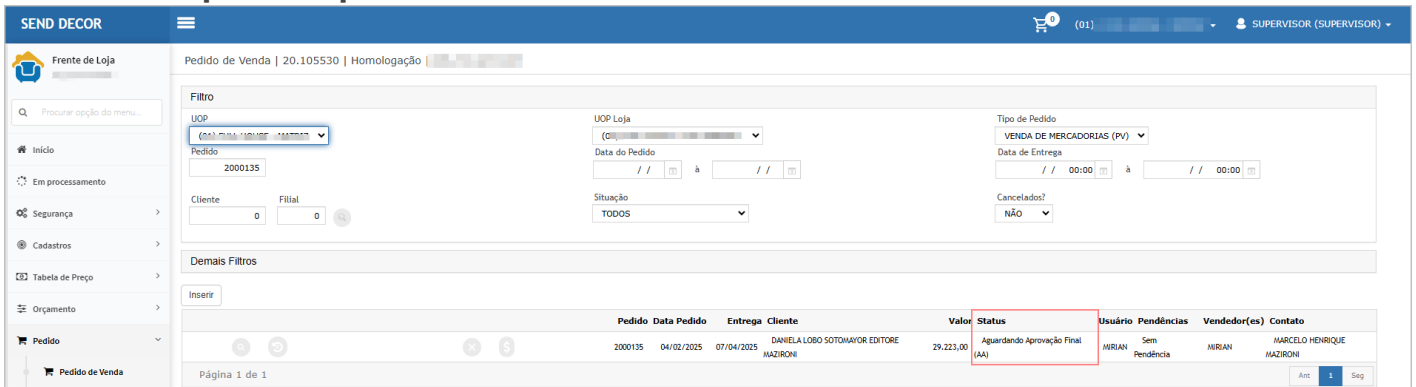 SEND DECOR
0
(01)
SUPERVISOR (SUPERVISOR)
Frente de Loja
Procurar opção do menu...
Início
Em processamento
Segurança
Cadastros
Tabela de Preço
Orçamento
Pedido
Pedido de Venda
Pedido de Venda | 20.105530 | Homologação |
Filtro
UOP UOP Loja Tipo de Pedido
VENDA DE MERCADORIAS (PV)
Pedido Data do Pedido Data de Entrega
2000135 / / à / / / / 00:00 à / / 00:00
Cliente Filial Situação Cancelados?
0 0 TODOS NÃO
Demais Filtros
Inserir
Pedido Data Pedido Entrega Cliente Valor Status Usuário Pendências Vendedor(es) Contato
2000135 04/02/2025 07/04/2025 DANIELA LOBO SOTOMAYOR EDITORE 29.223,00 Aguardando Aprovação Final MIRIAN Sem MIRIAN MARCELO HENRIQUE
MAZIRONI (AA) Pendência MAZIRONI
Página 1 de 1
Ant 1 Seg